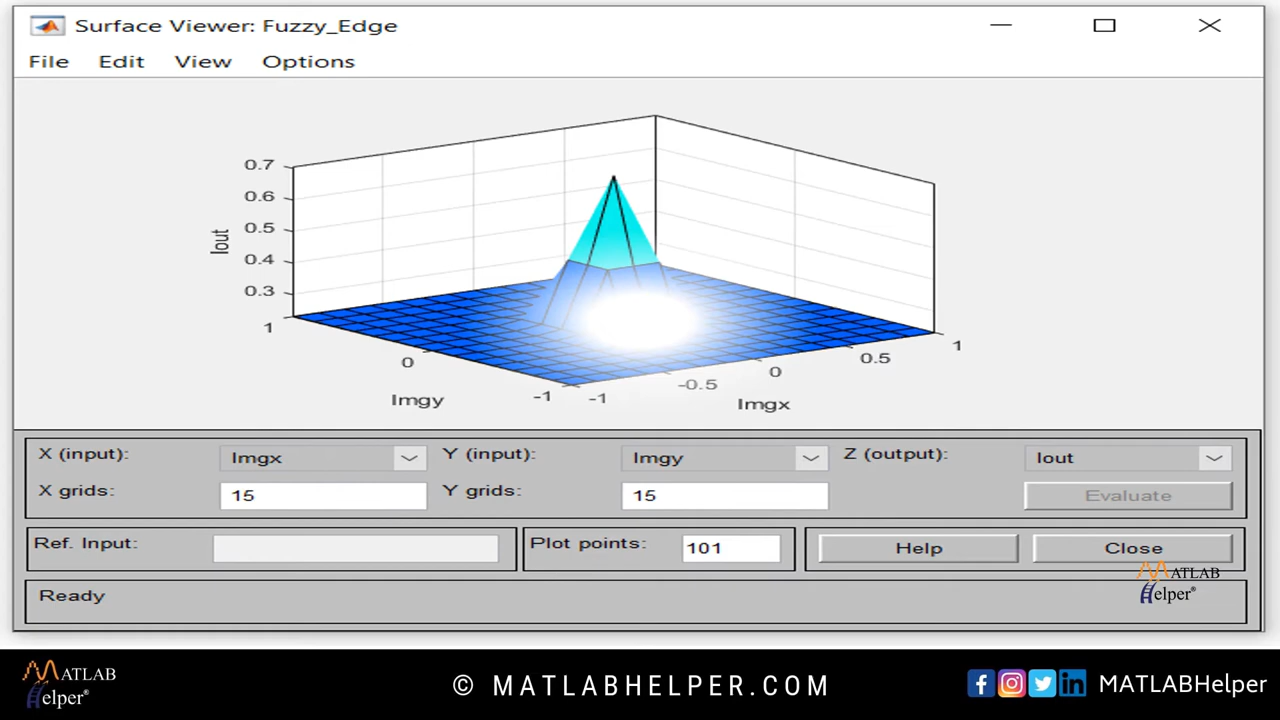 Surface Viewer: Fuzzy_Edge
File Edit View Options
0.7
0.6
0.5
0.4
0.3
Iout
1
0
-1
Imgy
-1
-0.5
0
0.5
1
Imgx
X (input): Imgx Y (input): Imgy Z (output): Iout
X grids: 15 Y grids: 15 Evaluate
Ref. Input: Plot points: 101 Help Close
MATLAB
Helper®
Ready
MATLAB
Helper®
© MATLABHELPER.COM
MATLABHelper